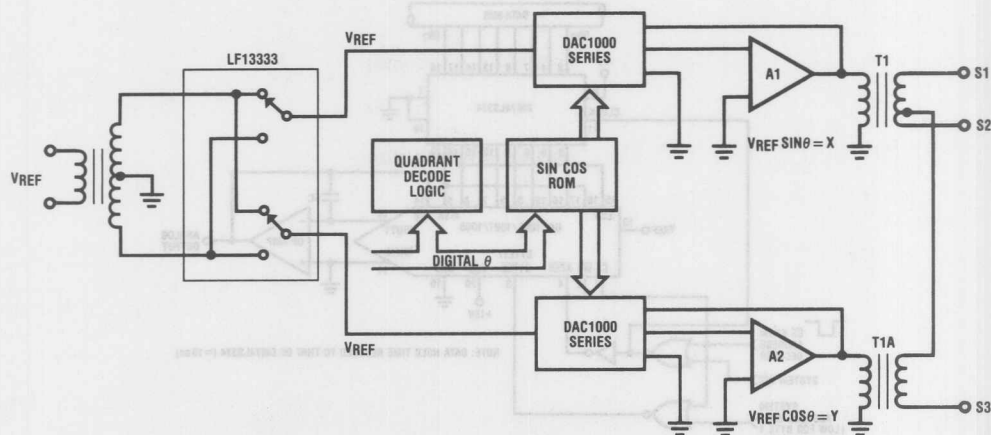 LF13333
VREF
VREF
DAC1000
SERIES
A1
T1
S1
S2
VREF SINθ = X
QUADRANT
DECODE
LOGIC
SIN COS
ROM
DIGITAL θ
VREF
DAC1000
SERIES
A2
T1A
S3
VREF COSθ = Y